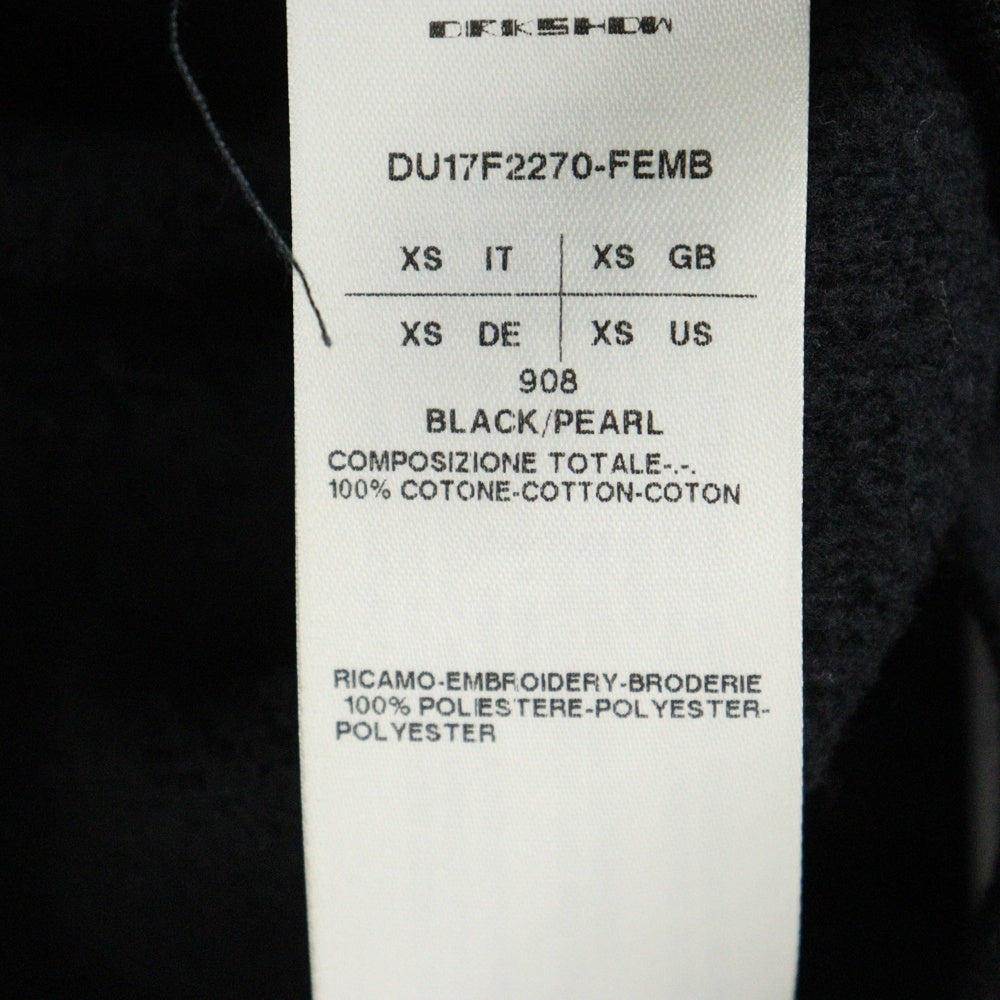 DRKSHDW
DU17F2270-FEMB
XS IT XS GB
XS DE XS US
908
BLACK/PEARL
COMPOSIZIONE TOTALE-.-.
100% COTONE-COTTON-COTON
RICAMO-EMBROIDERY-BRODERIE
100% POLIESTERE-POLYESTER-
POLYESTER